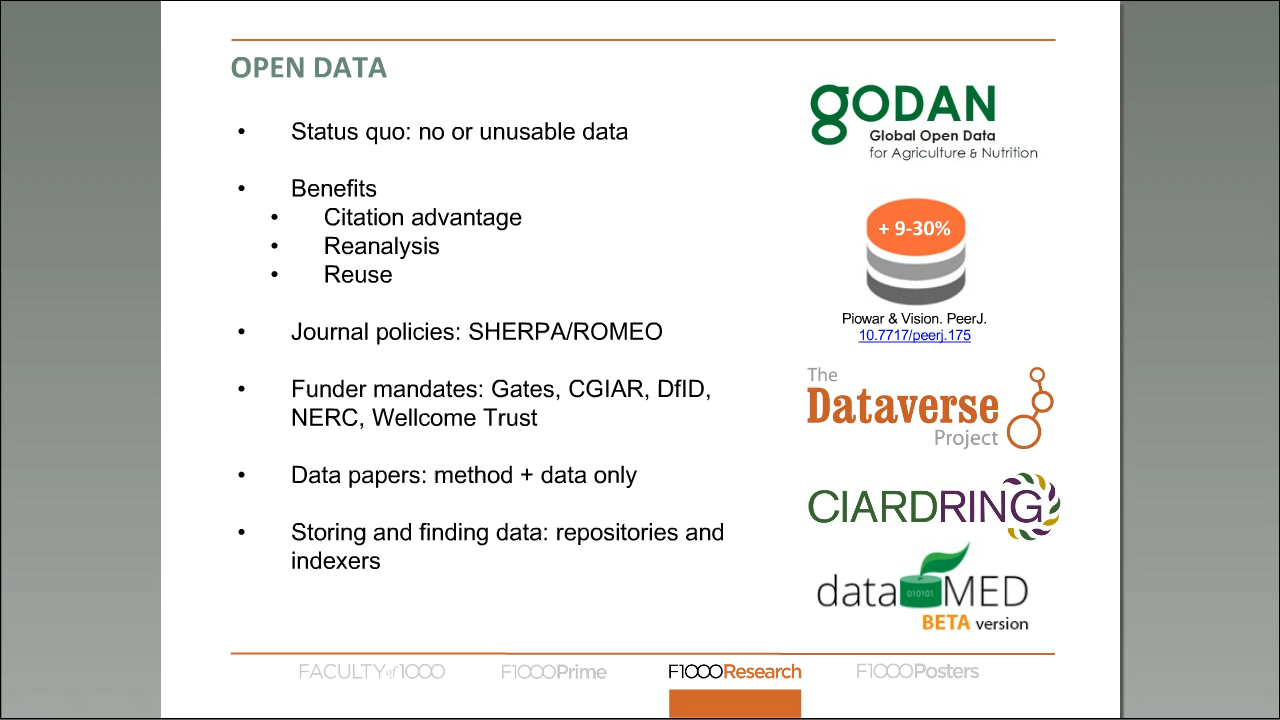 OPEN DATA
• Status quo: no or unusable data
• Benefits
• Citation advantage
• Reanalysis
• Reuse
• Journal policies: SHERPA/ROMEO
• Funder mandates: Gates, CGIAR, DfID,
NERC, Wellcome Trust
• Data papers: method + data only
• Storing and finding data: repositories and
indexers
gODAN
Global Open Data
for Agriculture & Nutrition
+ 9-30%
Piowar & Vision. PeerJ.
10.7717/peerj.175
The
Dataverse
Project
CIARDRING
data MED
010101
BETA version
FACULTY of 1000
F1000Prime
F1000Research
F1000Posters